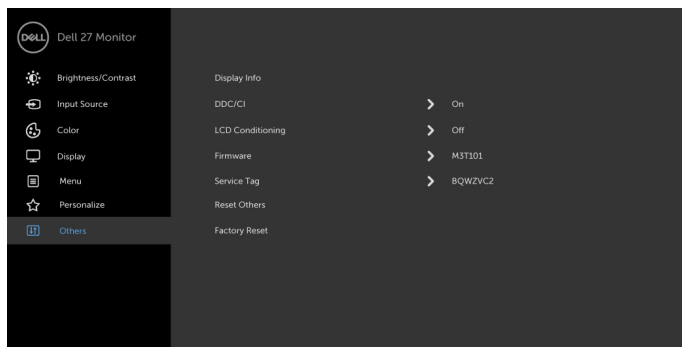 DELL Dell 27 Monitor
Brightness/Contrast
Input Source
Color
Display
Menu
Personalize
Others
Display Info
DDC/CI On
LCD Conditioning Off
Firmware M3T101
Service Tag BQWZVC2
Reset Others
Factory Reset